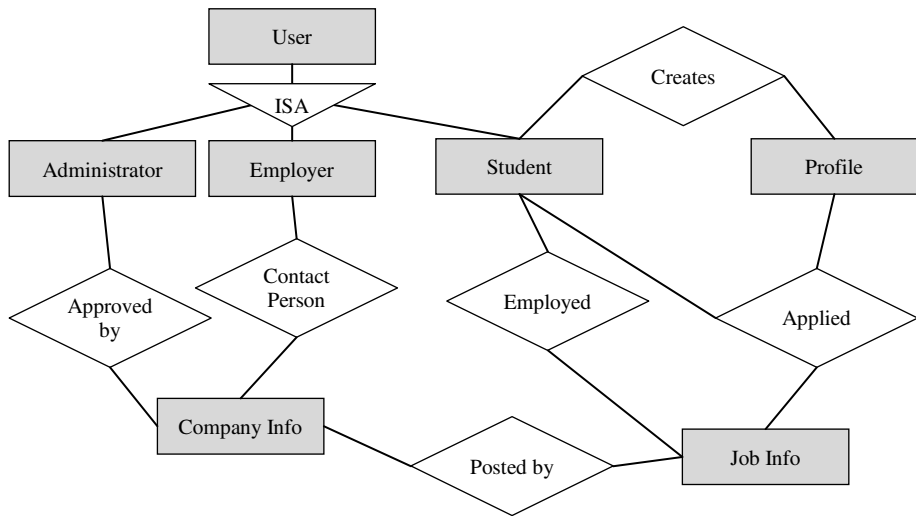 User
Creates
ISA
Administrator
Employer
Student
Profile
Contact
Person
Approved
by
Employed
Applied
Company Info
Posted by
Job Info